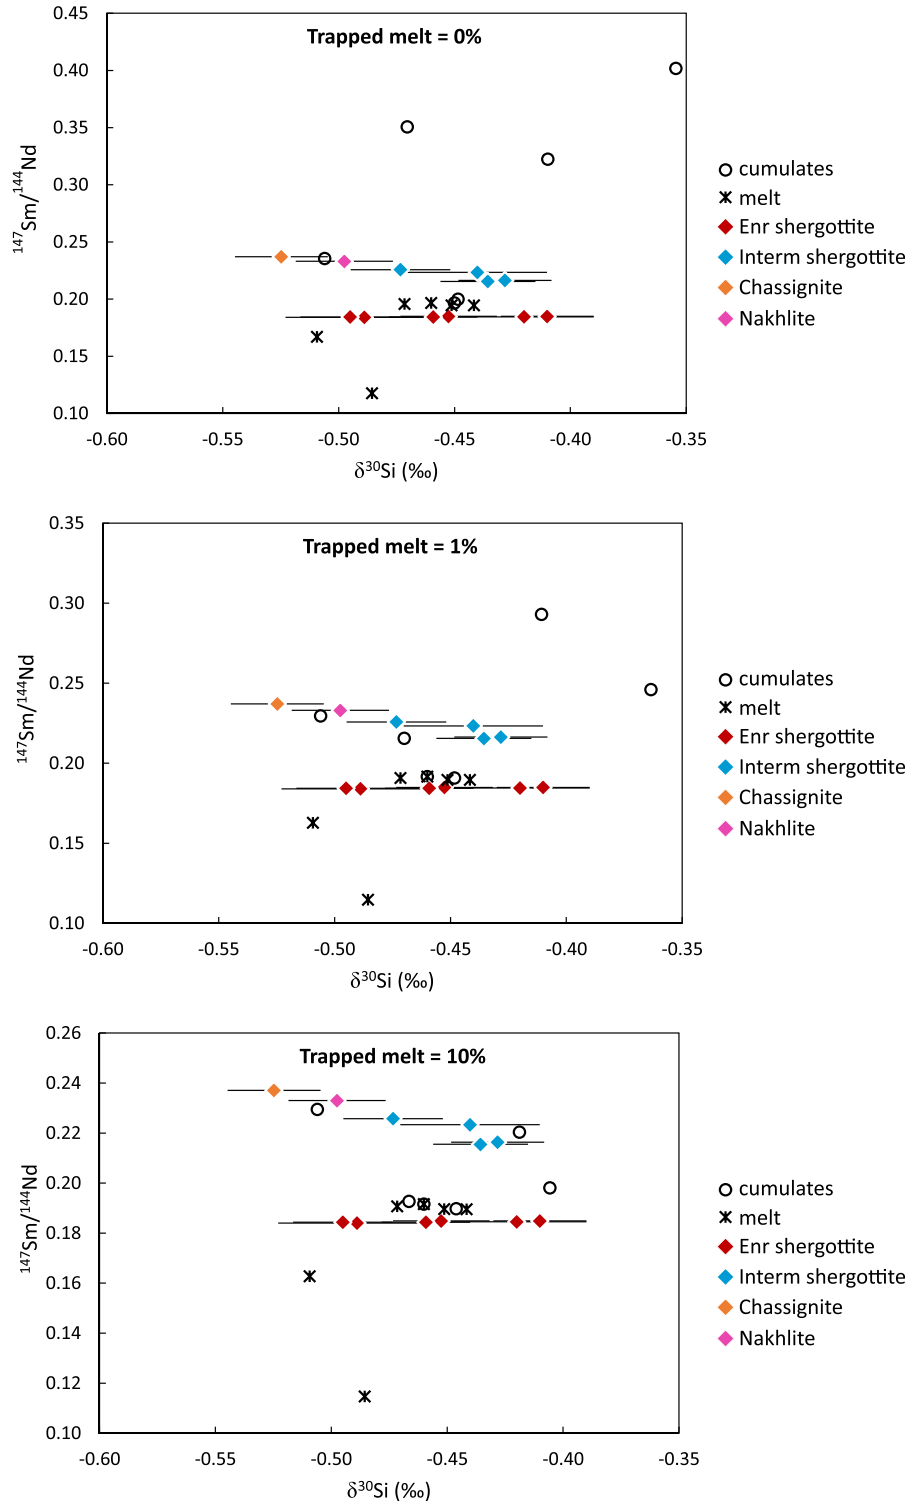 Trapped melt = 0%
0.45
0.40
0.35
0.30
0.25
0.20
0.15
0.10
¹⁴⁷Sm/¹⁴⁴Nd
-0.60 -0.55 -0.50 -0.45 -0.40 -0.35
δ³⁰Si (‰)
cumulates
melt
Enr shergottite
Interm shergottite
Chassignite
Nakhlite
Trapped melt = 1%
0.35
0.30
0.25
0.20
0.15
0.10
¹⁴⁷Sm/¹⁴⁴Nd
-0.60 -0.55 -0.50 -0.45 -0.40 -0.35
δ³⁰Si (‰)
cumulates
melt
Enr shergottite
Interm shergottite
Chassignite
Nakhlite
Trapped melt = 10%
0.26
0.24
0.22
0.20
0.18
0.16
0.14
0.12
0.10
¹⁴⁷Sm/¹⁴⁴Nd
-0.60 -0.55 -0.50 -0.45 -0.40 -0.35
δ³⁰Si (‰)
cumulates
melt
Enr shergottite
Interm shergottite
Chassignite
Nakhlite